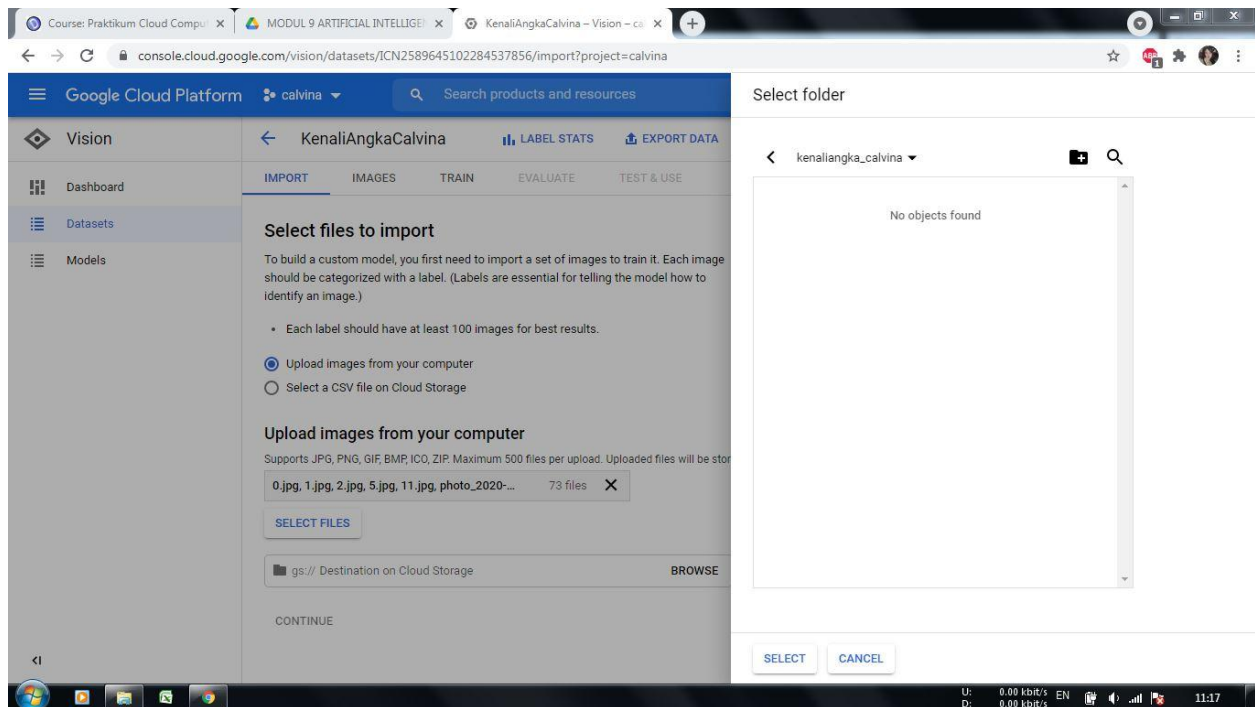 Course: Praktikum Cloud Comput
MODUL 9 ARTIFICIAL INTELLIGEN
KenaliAngkaCalvina – Vision – ca
console.cloud.google.com/vision/datasets/ICN2589645102284537856/import?project=calvina
Google Cloud Platform
calvina
Search products and resources
Vision
Dashboard
Datasets
Models
KenaliAngkaCalvina
LABEL STATS
EXPORT DATA
IMPORT IMAGES TRAIN EVALUATE TEST & USE
Select files to import
To build a custom model, you first need to import a set of images to train it. Each image
should be categorized with a label. (Labels are essential for telling the model how to
identify an image.)
• Each label should have at least 100 images for best results.
Upload images from your computer
Select a CSV file on Cloud Storage
Upload images from your computer
Supports JPG, PNG, GIF, BMP, ICO, ZIP. Maximum 500 files per upload. Uploaded files will be stor
0.jpg, 1.jpg, 2.jpg, 5.jpg, 11.jpg, photo_2020-... 73 files
SELECT FILES
gs:// Destination on Cloud Storage BROWSE
CONTINUE
Select folder
kenaliangka_calvina
No objects found
SELECT CANCEL
U: 0.00 kbit/s
D: 0.00 kbit/s
EN
11:17